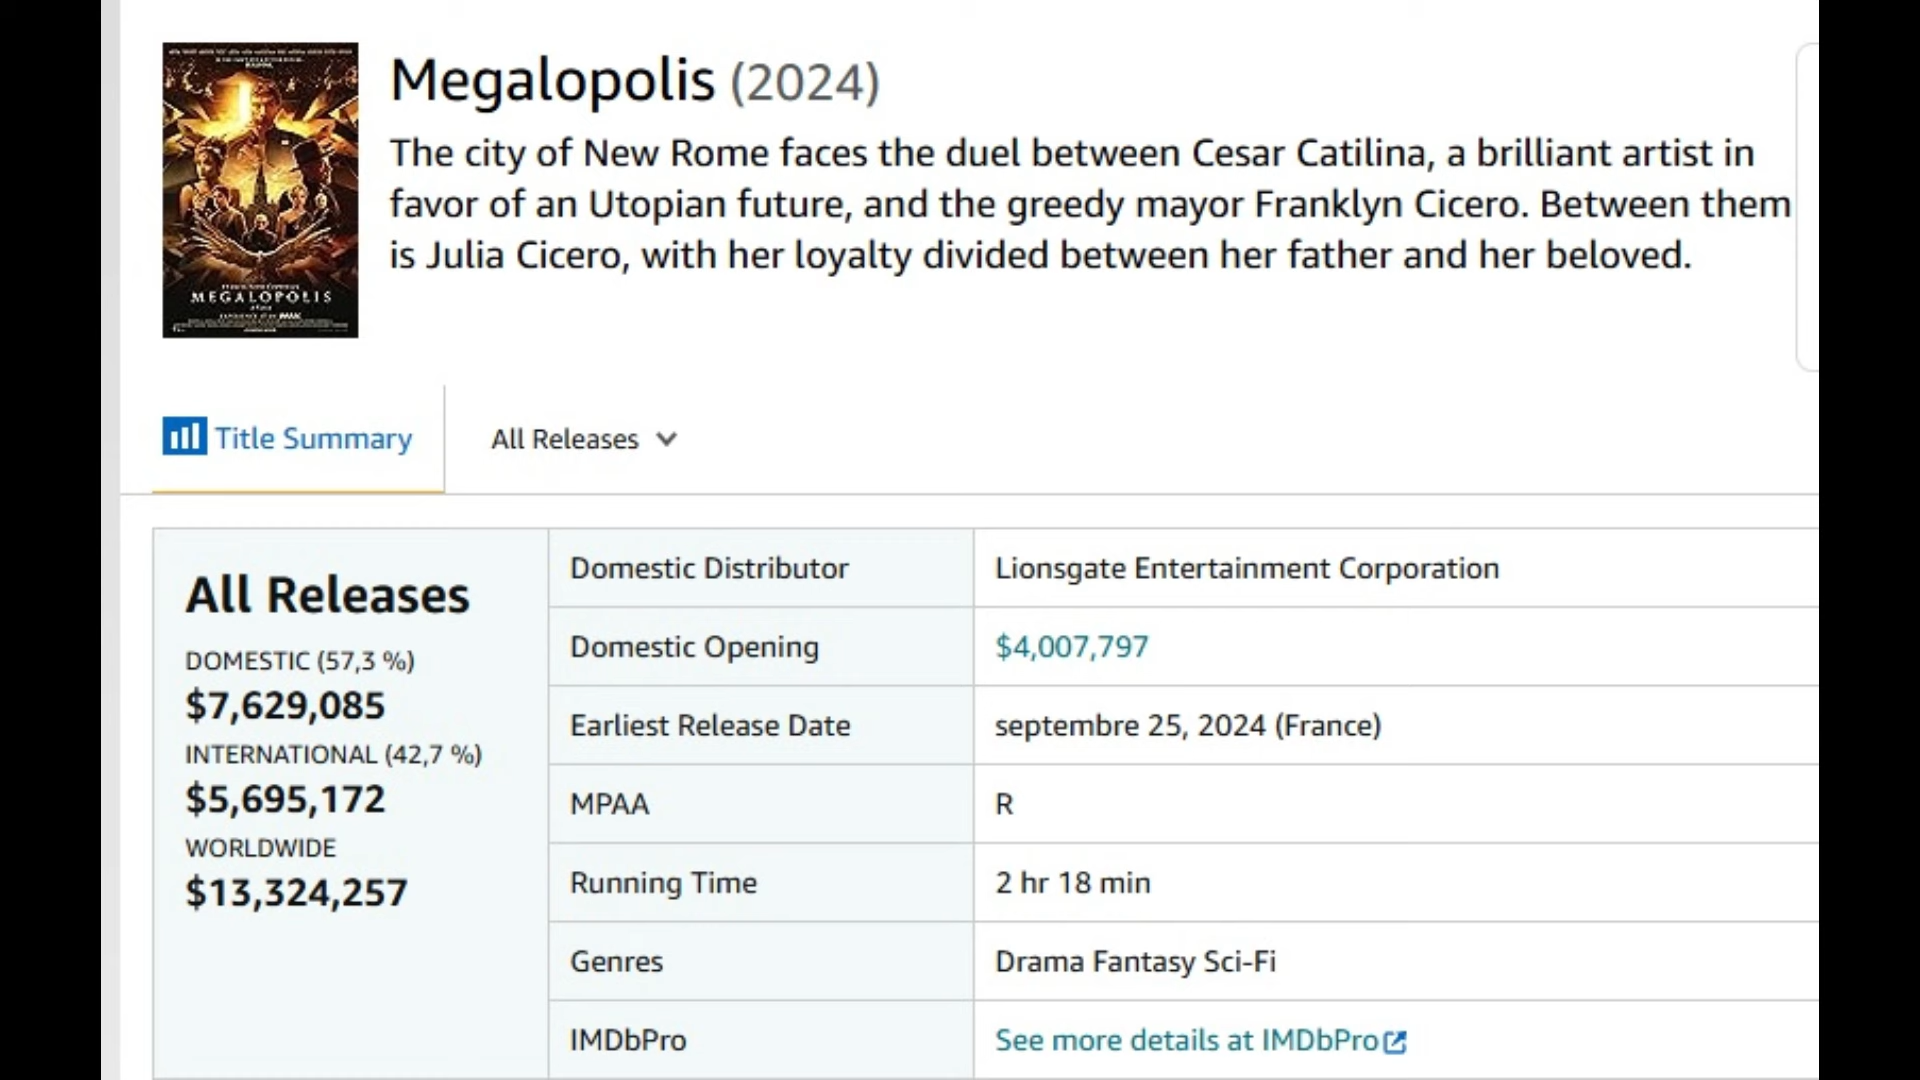 Megalopolis (2024)
The city of New Rome faces the duel between Cesar Catilina, a brilliant artist in
favor of an Utopian future, and the greedy mayor Franklyn Cicero. Between them
is Julia Cicero, with her loyalty divided between her father and her beloved.
MEGALOPOLIS
Title Summary
All Releases
All Releases
DOMESTIC (57,3 %)
$7,629,085
INTERNATIONAL (42,7 %)
$5,695,172
WORLDWIDE
$13,324,257
Domestic Distributor Lionsgate Entertainment Corporation
Domestic Opening $4,007,797
Earliest Release Date septembre 25, 2024 (France)
MPAA R
Running Time 2 hr 18 min
Genres Drama Fantasy Sci-Fi
IMDbPro See more details at IMDbPro